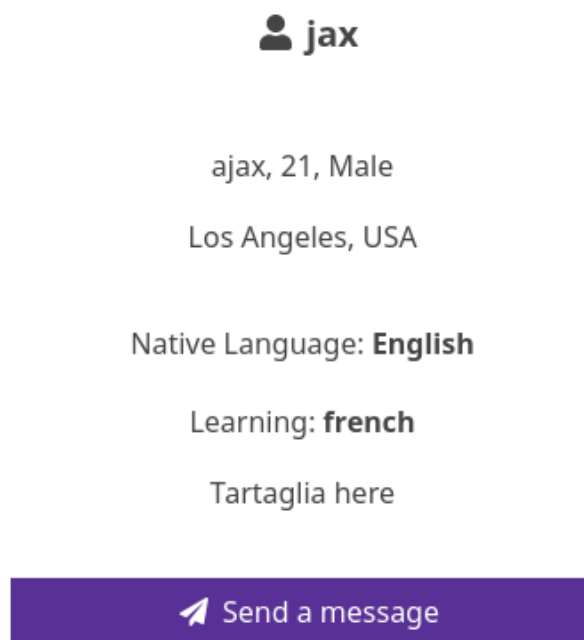 jax
ajax, 21, Male
Los Angeles, USA
Native Language: English
Learning: french
Tartaglia here
Send a message